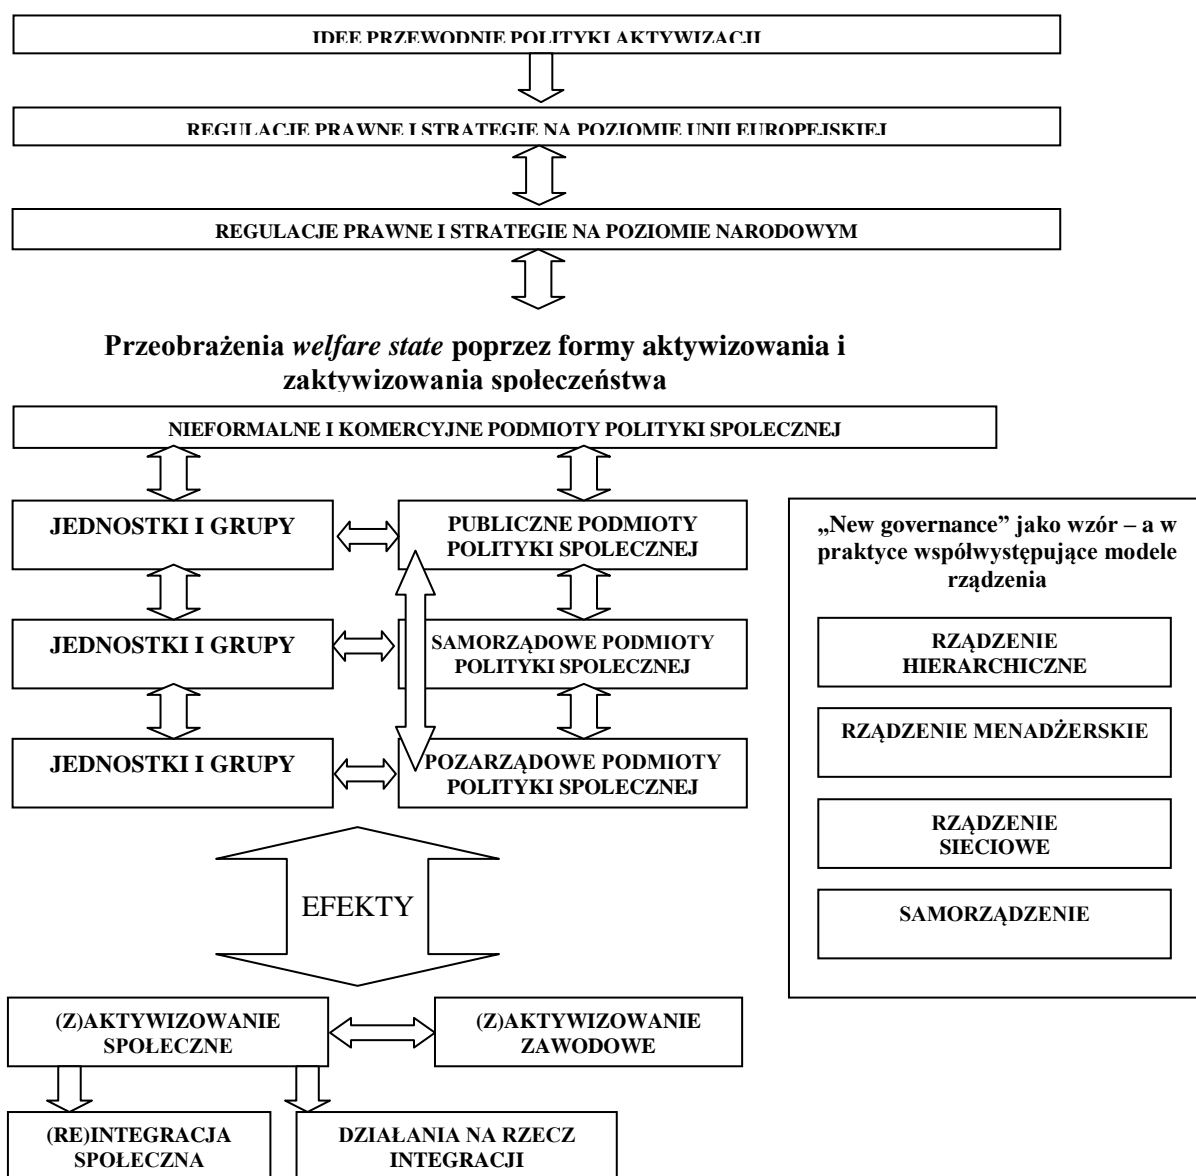 IDEE PRZEWODNIE POLITYKI AKTYWIZACJI
REGULACJE PRAWNE I STRATEGIE NA POZIOMIE UNII EUROPEJSKIEJ
REGULACJE PRAWNE I STRATEGIE NA POZIOMIE NARODOWYM
Przeobrażenia welfare state poprzez formy aktywizowania i
zaktywizowania społeczeństwa
NIEFORMALNE I KOMERCYJNE PODMIOTY POLITYKI SPOLECZNEJ
JEDNOSTKI I GRUPY
PUBLICZNE PODMIOTY
POLITYKI SPOLECZNEJ
JEDNOSTKI I GRUPY
SAMORZĄDOWE PODMIOTY
POLITYKI SPOLECZNEJ
JEDNOSTKI I GRUPY
POZARZĄDOWE PODMIOTY
POLITYKI SPOLECZNEJ
„New governance” jako wzór – a w
praktyce współwystępujące modele
rządzenia
RZĄDZENIE
HIERARCHICZNE
RZĄDZENIE MENADŻERSKIE
RZĄDZENIE
SIECIOWE
SAMORZĄDZENIE
EFEKTY
(Z)AKTYWIZOWANIE
SPOŁECZNE
(Z)AKTYWIZOWANIE
ZAWODOWE
(RE)INTEGRACJA
SPOŁECZNA
DZIAŁANIA NA RZECZ
INTEGRACJI